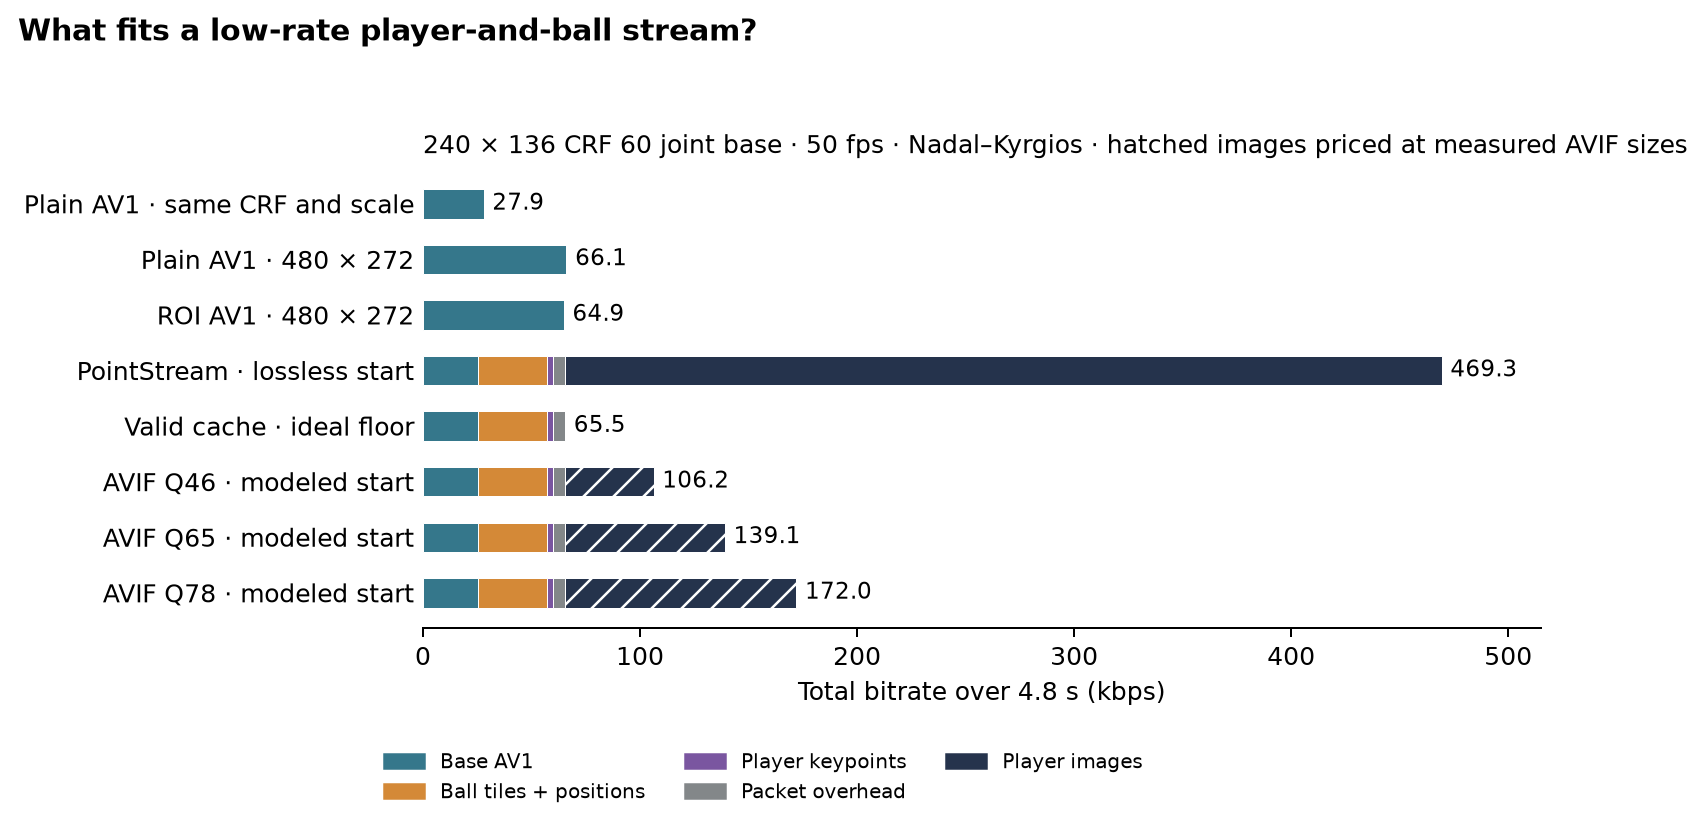 What fits a low-rate player-and-ball stream?
240 × 136 CRF 60 joint base · 50 fps · Nadal–Kyrgios · hatched images priced at measured AVIF sizes
Plain AV1 · same CRF and scale 27.9
Plain AV1 · 480 × 272 66.1
ROI AV1 · 480 × 272 64.9
PointStream · lossless start 469.3
Valid cache · ideal floor 65.5
AVIF Q46 · modeled start 106.2
AVIF Q65 · modeled start 139.1
AVIF Q78 · modeled start 172.0
0 100 200 300 400 500
Total bitrate over 4.8 s (kbps)
Base AV1 Player keypoints Player images
Ball tiles + positions Packet overhead